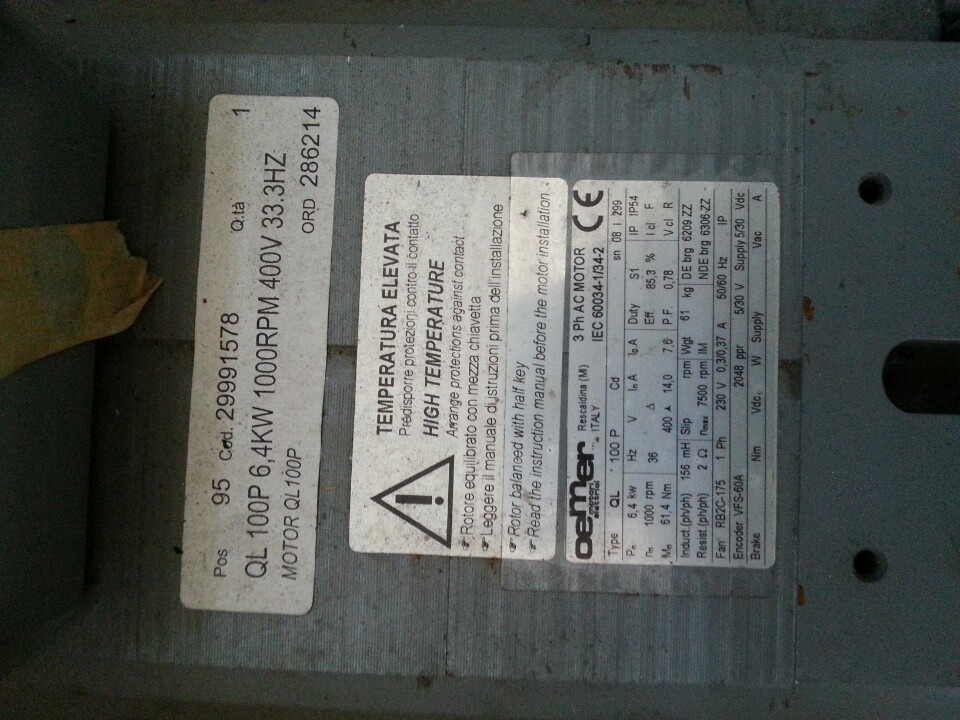 Pos 95 Cod. 29991578 Q.tà 1
QL 100P 6,4KW 1000RPM 400V 33.3HZ
MOTOR QL100P ORD 286214
TEMPERATURA ELEVATA
Predisporre protezioni contro il contatto
HIGH TEMPERATURE
Arrange protections against contact
Rotore equilibrato con mezza chiavetta
Leggere il manuale di istruzioni prima dell'installazione
Rotor balanced with half key
Read the instruction manual before the motor installation.
oemer Rescaldina (M) 3 Ph AC MOTOR CE
ITALY IEC 60034-1/34-2
Type QL 100 P Cd sn 08 299
Pn 6,4 kw Hz V In A Io A Duty S1 IP IP54
nn 1000 rpm 36 Δ Eff. 85,3 % I cl F
Mn 61,4 Nm 400 14,0 7,6 P.F. 0,78 V cl R
Induct.(ph/ph) 156 mH Slip rpm Wgt 61 kg DE brg 6209 ZZ
Resist (ph/ph) 2 Ω nmax 7500 rpm IM NDE brg 6306-ZZ
Fan RB2C-175 1 Ph 230 V 0,3/0,37 A 50/60 Hz IP
Encoder VFS-60A 2048 ppr 5/30 V Supply 5/30 Vdc
Brake Nm Vdc W Supply Vac A